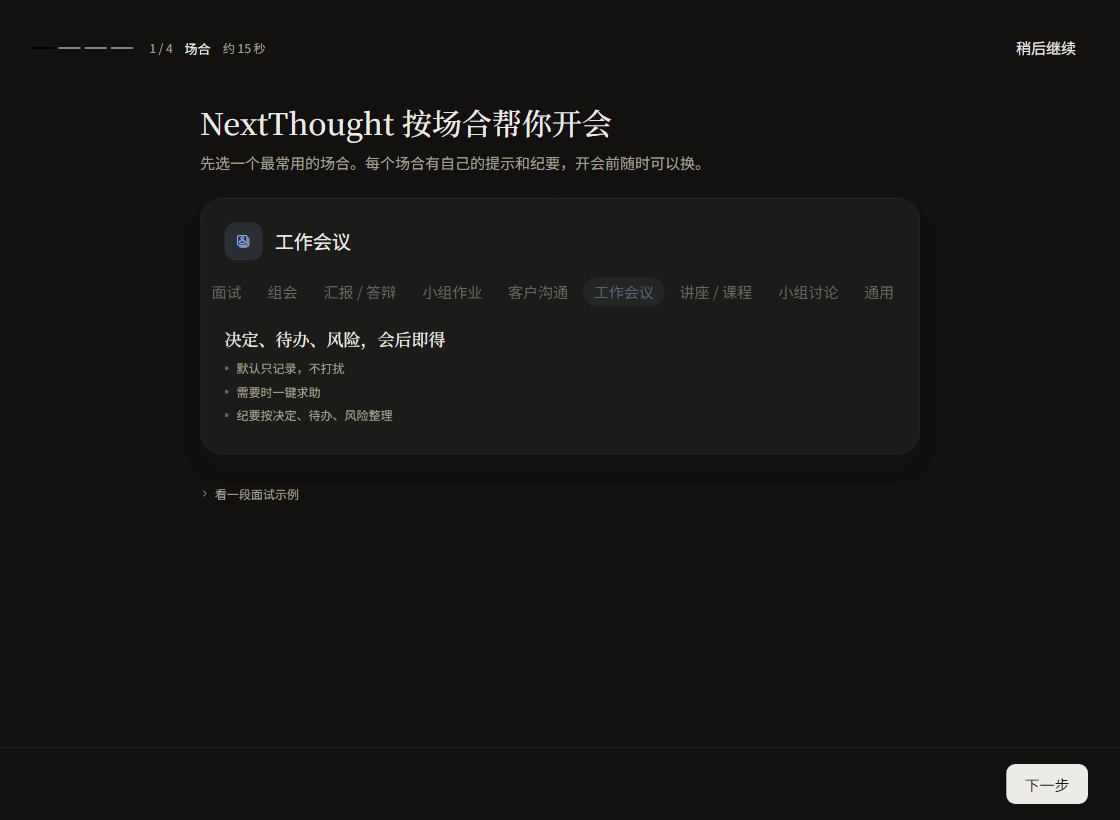 1 / 4 场合 约 15 秒 稍后继续
NextThought 按场合帮你开会
先选一个最常用的场合。每个场合有自己的提示和纪要，开会前随时可以换。
工作会议
面试 组会 汇报 / 答辩 小组作业 客户沟通 工作会议 讲座 / 课程 小组讨论 通用
决定、待办、风险，会后即得
• 默认只记录，不打扰
• 需要时一键求助
• 纪要按决定、待办、风险整理
看一段面试示例
下一步